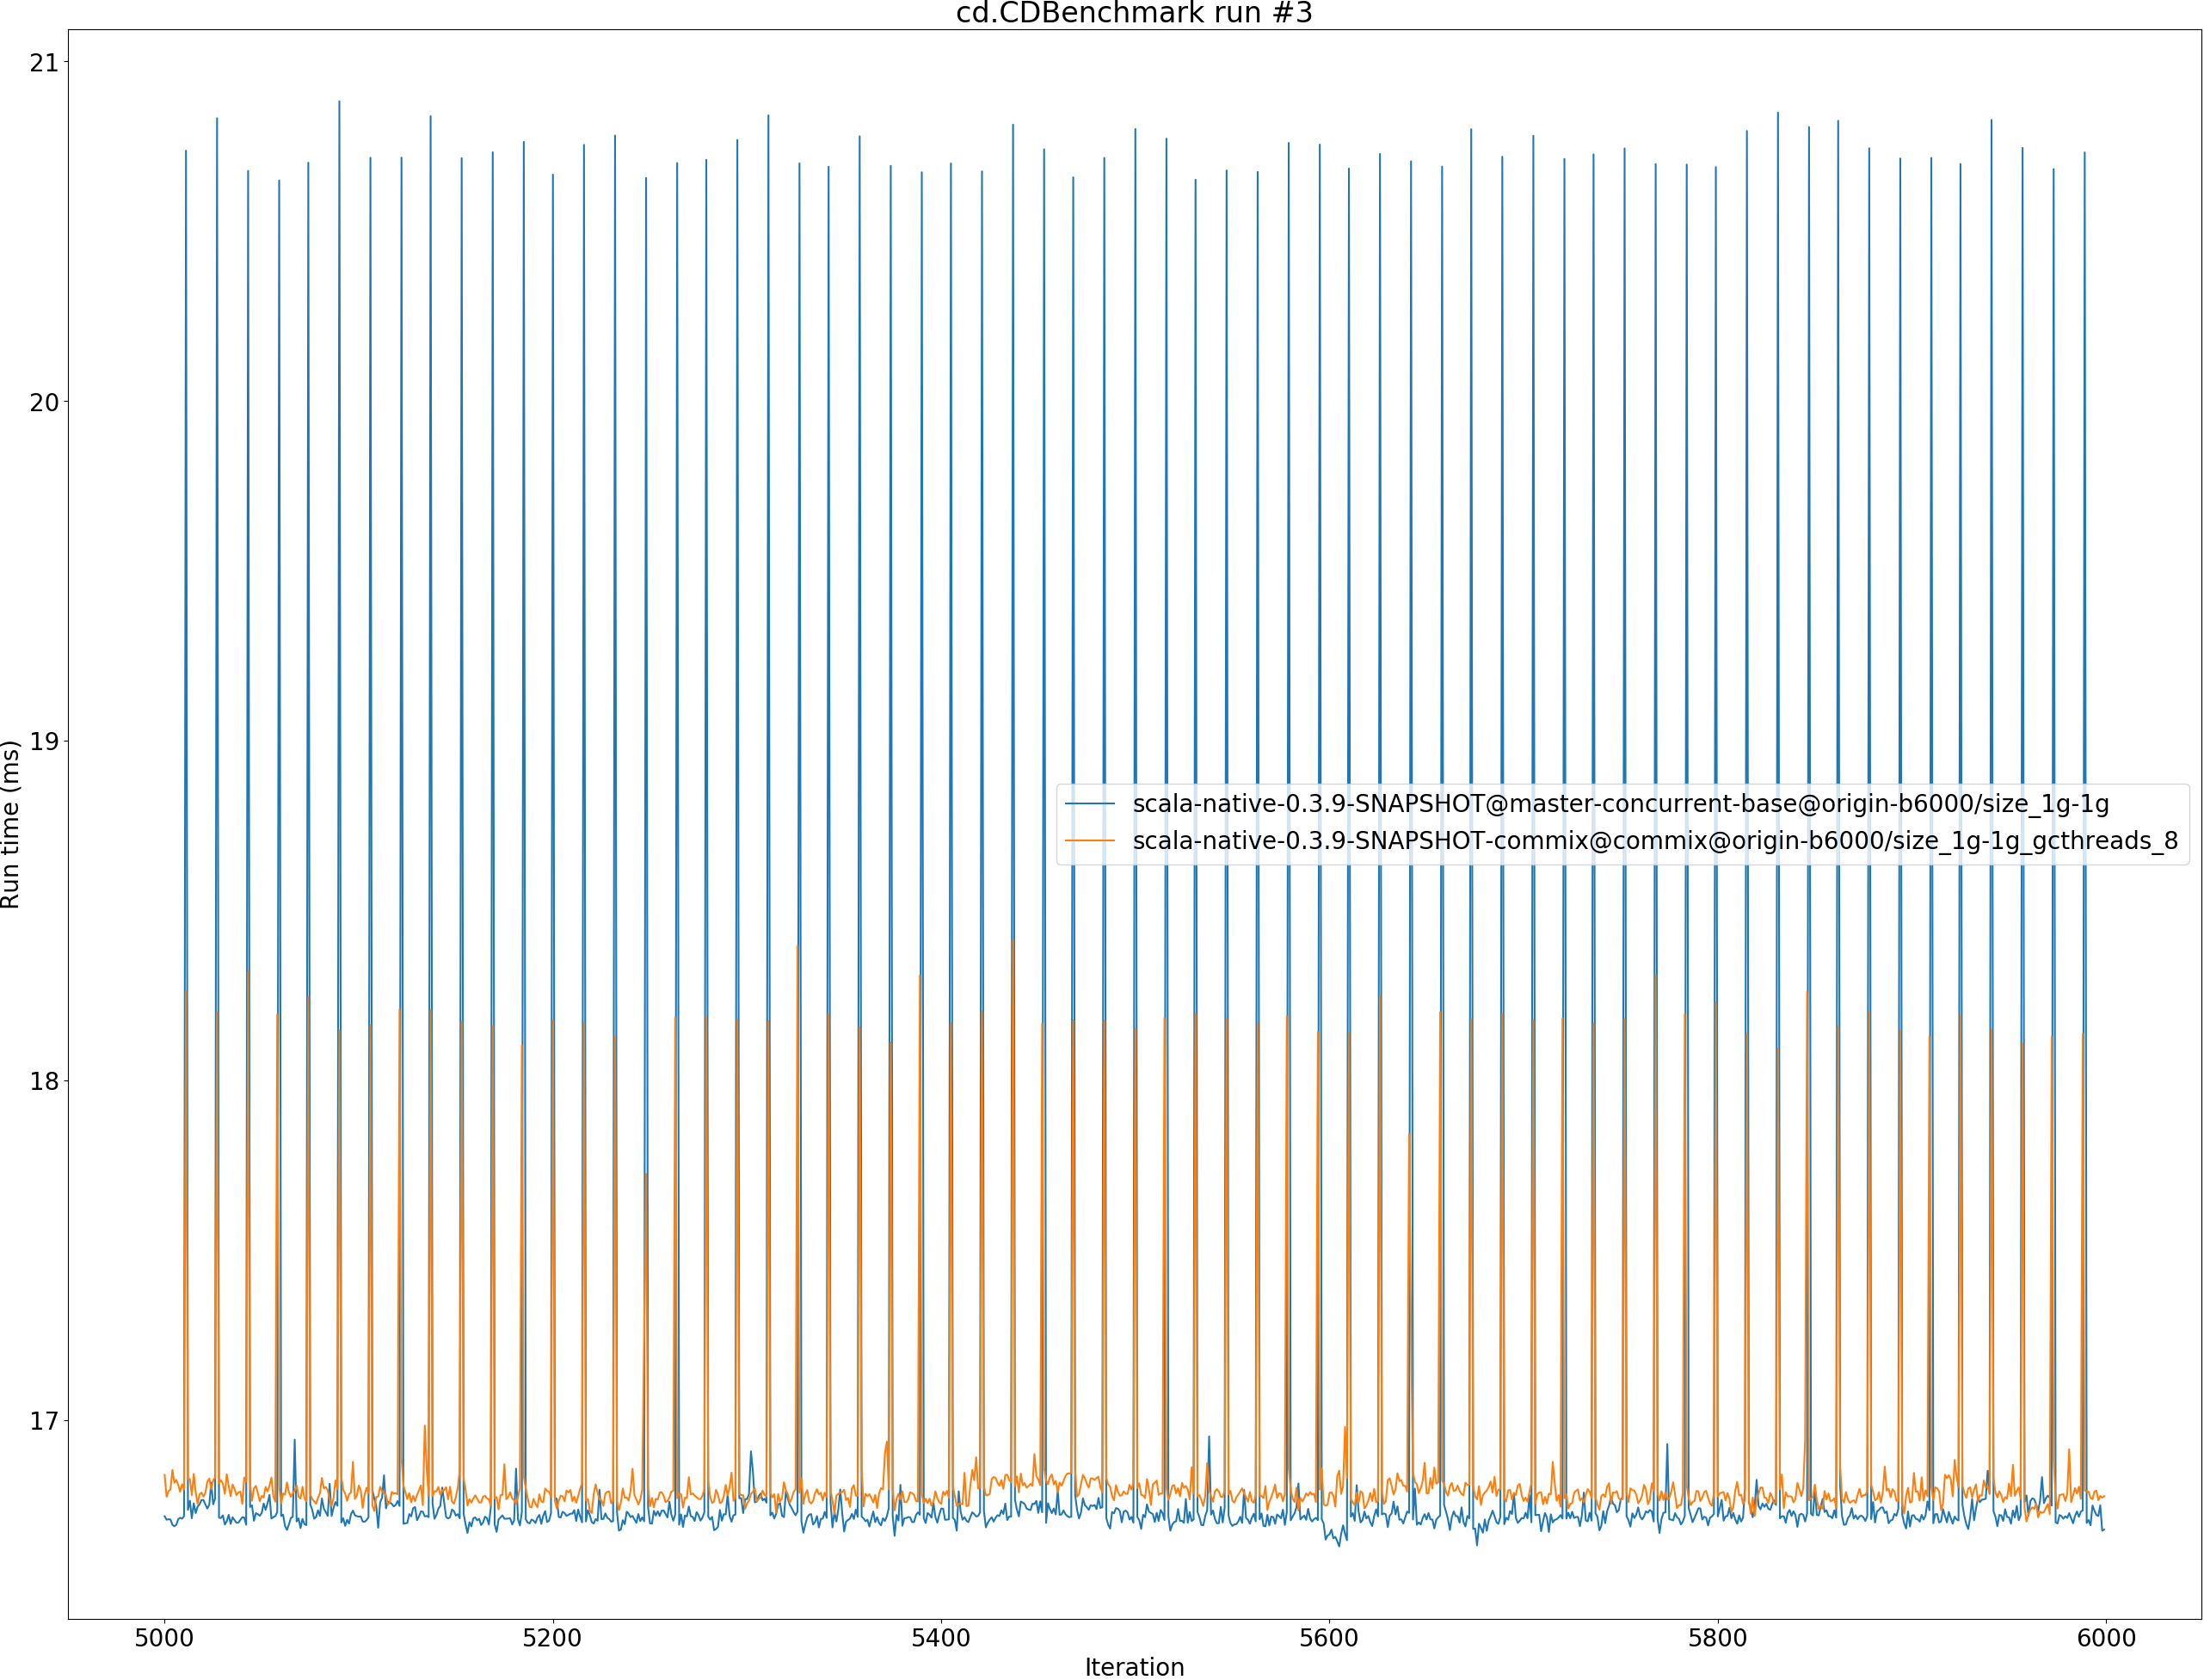 cd.CDBenchmark run #3
21
20
19
18
17
Run time (ms)
scala-native-0.3.9-SNAPSHOT@master-concurrent-base@origin-b6000/size_1g-1g
scala-native-0.3.9-SNAPSHOT-commix@commix@origin-b6000/size_1g-1g_gcthreads_8
5000 5200 5400 5600 5800 6000
Iteration